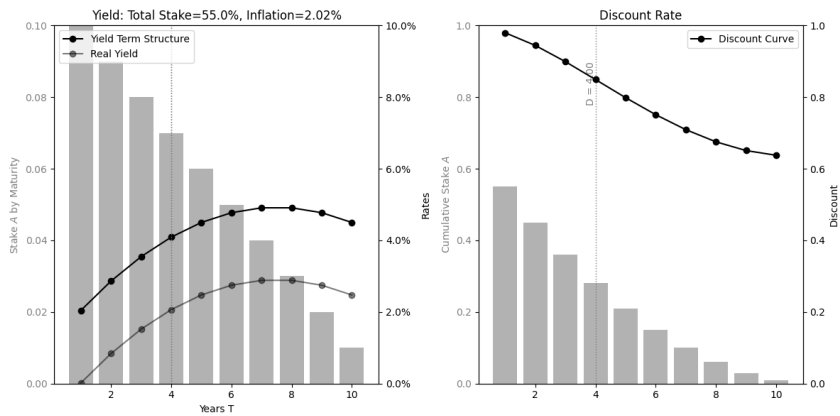 Yield: Total Stake=55.0%, Inflation=2.02%
Yield Term Structure
Real Yield
0.10
0.08
0.06
0.04
0.02
0.00
Stake A by Maturity
10.0%
8.0%
6.0%
4.0%
2.0%
0.0%
Rates
2 4 6 8 10
Years T
Discount Rate
Discount Curve
D = 4.00
1.0
0.8
0.6
0.4
0.2
0.0
Cumulative Stake A
1.0
0.8
0.6
0.4
0.2
0.0
Discount
2 4 6 8 10